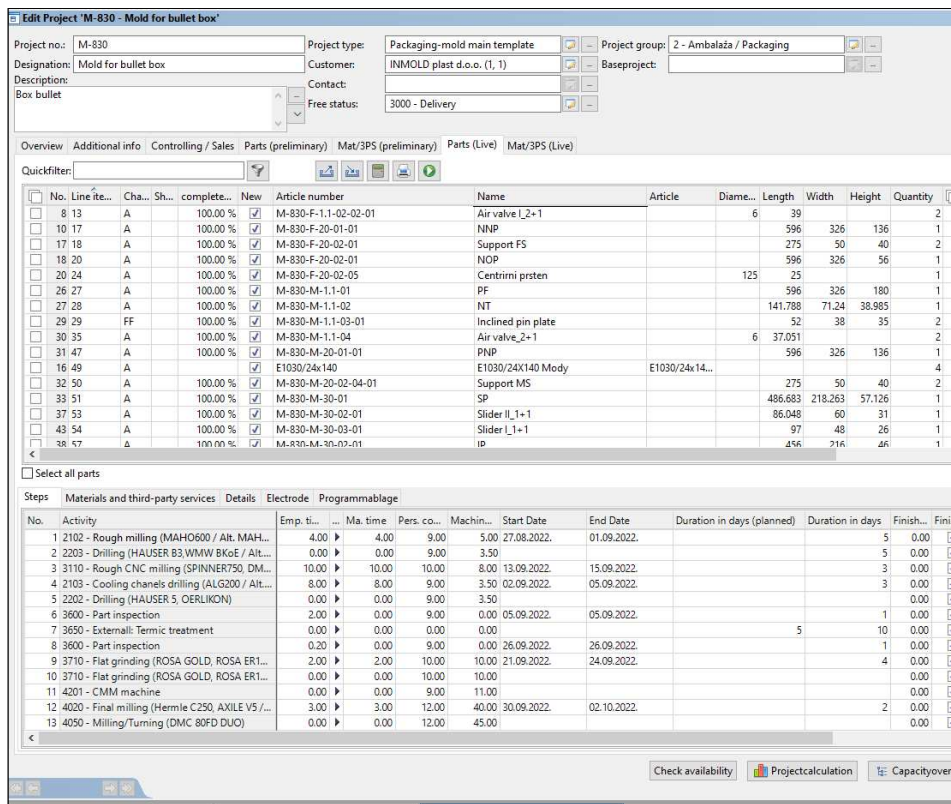 Edit Project 'M-830 - Mold for bullet box'
Project no.: M-830 Project type: Packaging-mold main template Project group: 2 - Ambalaža / Packaging
Designation: Mold for bullet box Customer: INMOLD plast d.o.o. (1, 1) Baseproject:
Description: Contact:
Box bullet Free status: 3000 - Delivery
Overview Additional info Controlling / Sales Parts (preliminary) Mat/3PS (preliminary) Parts (Live) Mat/3PS (Live)
Quickfilter:
No. Line ite... Cha... Sh... complete... New Article number Name Article Diame... Length Width Height Quantity
8 13 A 100.00 % M-830-F-1.1-02-02-01 Air valve I_2+1 6 39 2
10 17 A 100.00 % M-830-F-20-01-01 NNP 596 326 136 1
17 18 A 100.00 % M-830-F-20-02-01 Support FS 275 50 40 2
18 20 A 100.00 % M-830-F-20-02-01 NOP 596 326 56 1
20 24 A 100.00 % M-830-F-20-02-05 Centrirni prsten 125 25 1
26 27 A 100.00 % M-830-M-1.1-01 PF 596 326 180 1
27 28 A 100.00 % M-830-M-1.1-02 NT 141.788 71.24 38.985 1
29 29 FF 100.00 % M-830-M-1.1-03-01 Inclined pin plate 52 38 35 2
30 35 A 100.00 % M-830-M-1.1-04 Air valve_2+1 6 37.051 2
31 47 A 100.00 % M-830-M-20-01-01 PNP 596 326 136 1
16 49 A E1030/24x140 E1030/24X140 Mody E1030/24x14... 4
32 50 A 100.00 % M-830-M-20-02-04-01 Support MS 275 50 40 2
33 51 A 100.00 % M-830-M-30-01 SP 486.683 218.263 57.126 1
37 53 A 100.00 % M-830-M-30-02-01 Slider II_1+1 86.048 60 31 1
43 54 A 100.00 % M-830-M-30-03-01 Slider I_1+1 97 48 26 1
38 57 A 100.00 % M-830-M-30-02-01 IP 456 216 46 1
Select all parts
Steps Materials and third-party services Details Electrode Programmablage
No. Activity Emp. ti... ... Ma. time Pers. co... Machin... Start Date End Date Duration in days (planned) Duration in days Finish... Fini
1 2102 - Rough milling (MAHO600 / Alt. MAH... 4.00 4.00 9.00 5.00 27.08.2022. 01.09.2022. 5 0.00
2 2203 - Drilling (HAUSER B3,WMW BKoE / Alt.... 0.00 0.00 9.00 3.50 5 0.00
3 3110 - Rough CNC milling (SPINNER750, DM... 10.00 10.00 10.00 8.00 13.09.2022. 15.09.2022. 3 0.00
4 2103 - Cooling chanels drilling (ALG200 / Alt.... 8.00 8.00 9.00 3.50 02.09.2022. 05.09.2022. 3 0.00
5 2202 - Drilling (HAUSER 5, OERLIKON) 0.00 0.00 9.00 3.50 0.00
6 3600 - Part inspection 2.00 0.00 9.00 0.00 05.09.2022. 05.09.2022. 1 0.00
7 3650 - Externall: Termic treatment 0.00 0.00 0.00 0.00 5 10 0.00
8 3600 - Part inspection 0.20 0.00 9.00 0.00 26.09.2022. 26.09.2022. 1 0.00
9 3710 - Flat grinding (ROSA GOLD, ROSA ER1... 2.00 2.00 10.00 10.00 21.09.2022. 24.09.2022. 4 0.00
10 3710 - Flat grinding (ROSA GOLD, ROSA ER1... 0.00 0.00 10.00 10.00 0.00
11 4201 - CMM machine 0.00 0.00 9.00 11.00 0.00
12 4020 - Final milling (Hermle C250, AXILE V5 /... 3.00 3.00 12.00 40.00 30.09.2022. 02.10.2022. 2 0.00
13 4050 - Milling/Turning (DMC 80FD DUO) 0.00 0.00 12.00 45.00 0.00
Check availability Projectcalculation Capacityover